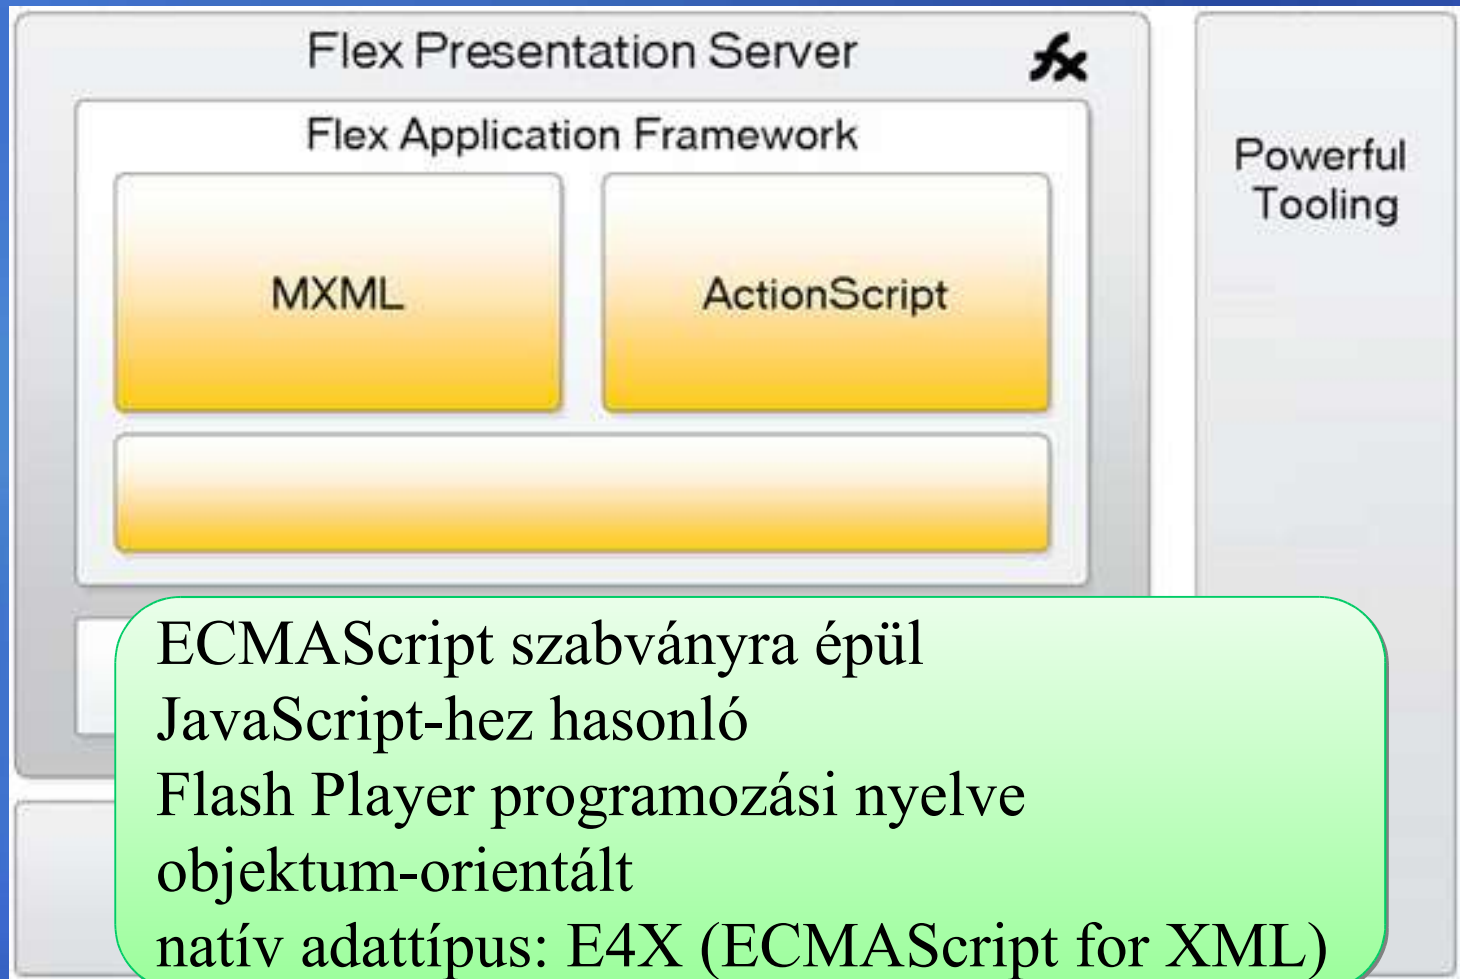 Flex Presentation Server
fx
Flex Application Framework
Powerful
Tooling
MXML
ActionScript
ECMAScript szabványra épül
JavaScript-hez hasonló
Flash Player programozási nyelve
objektum-orientált
natív adattípus: E4X (ECMAScript for XML)